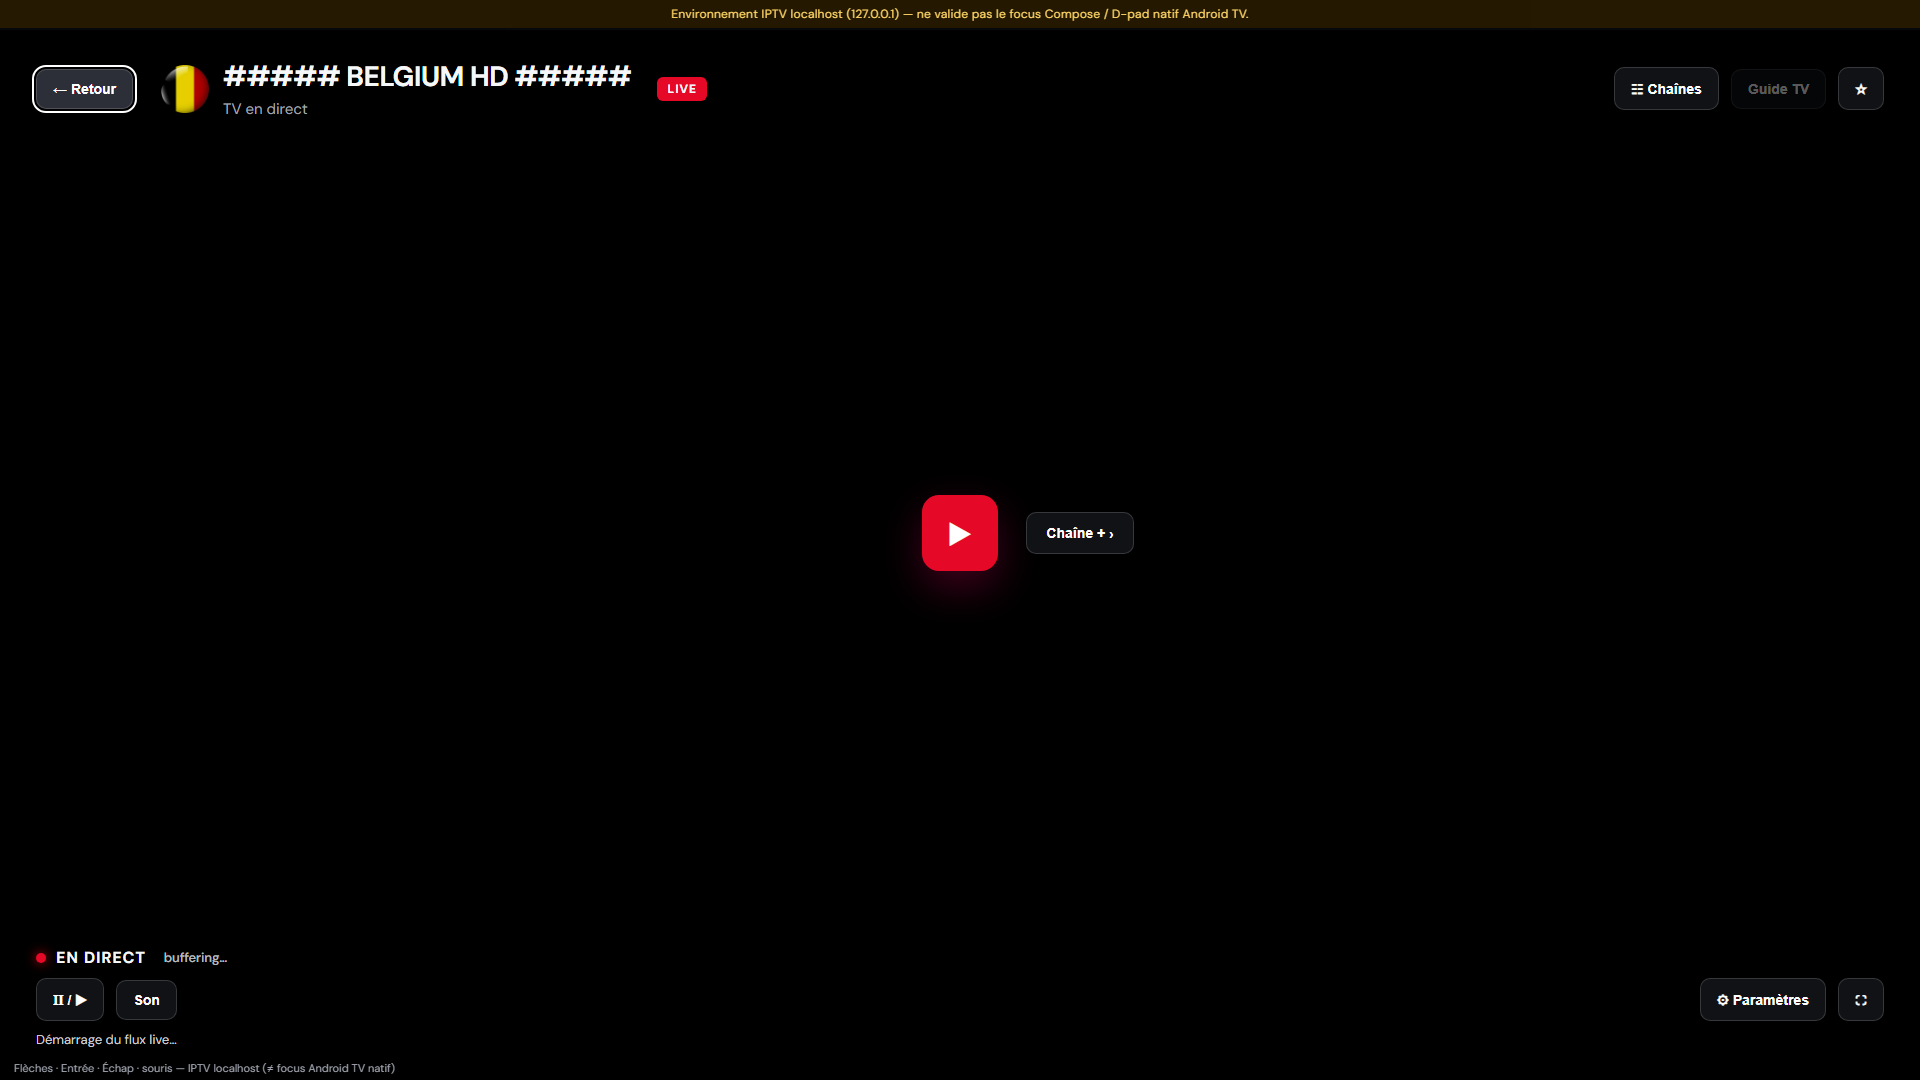 Environnement IPTV localhost (127.0.0.1) — ne valide pas le focus Compose / D-pad natif Android TV.
← Retour
##### BELGIUM HD #####
TV en direct
LIVE
☷ Chaînes
Guide TV
☆
▶
Chaîne + ›
EN DIRECT
buffering…
⏸ / ▶
Son
⚙ Paramètres
⛶
Démarrage du flux live…
Flèches · Entrée · Échap · souris — IPTV localhost (≠ focus Android TV natif)